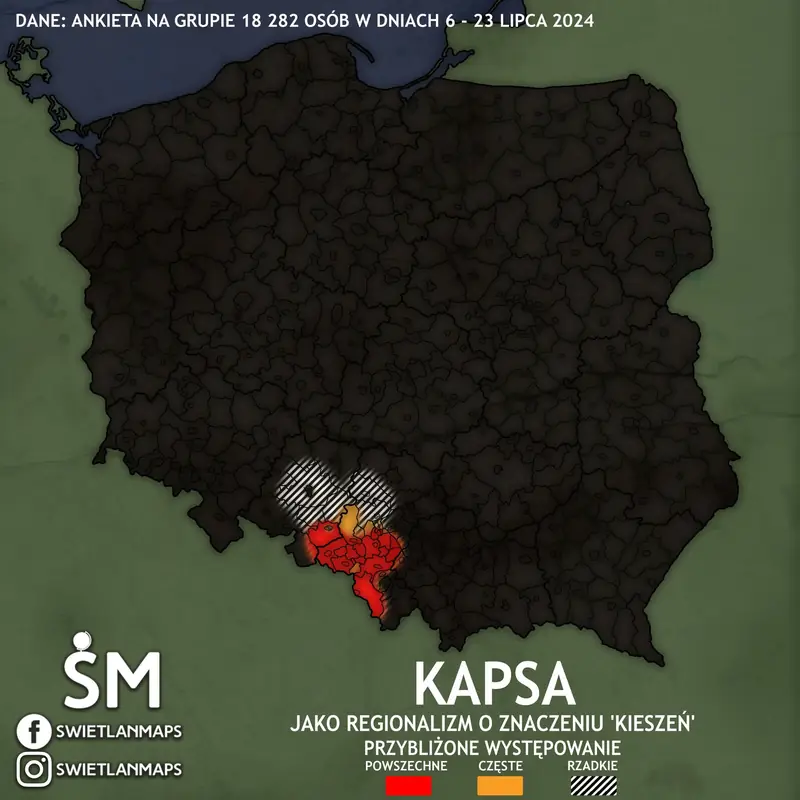 DANE: ANKIETA NA GRUPIE 18 282 OSÓB W DNIACH 6 - 23 LIPCA 2024
ŚM
SWIETLANMAPS
SWIETLANMAPS
KAPSA
JAKO REGIONALIZM O ZNACZENIU 'KIESZEŃ'
PRZYBLIŻONE WYSTĘPOWANIE
POWSZECHNE CZĘSTE RZADKIE